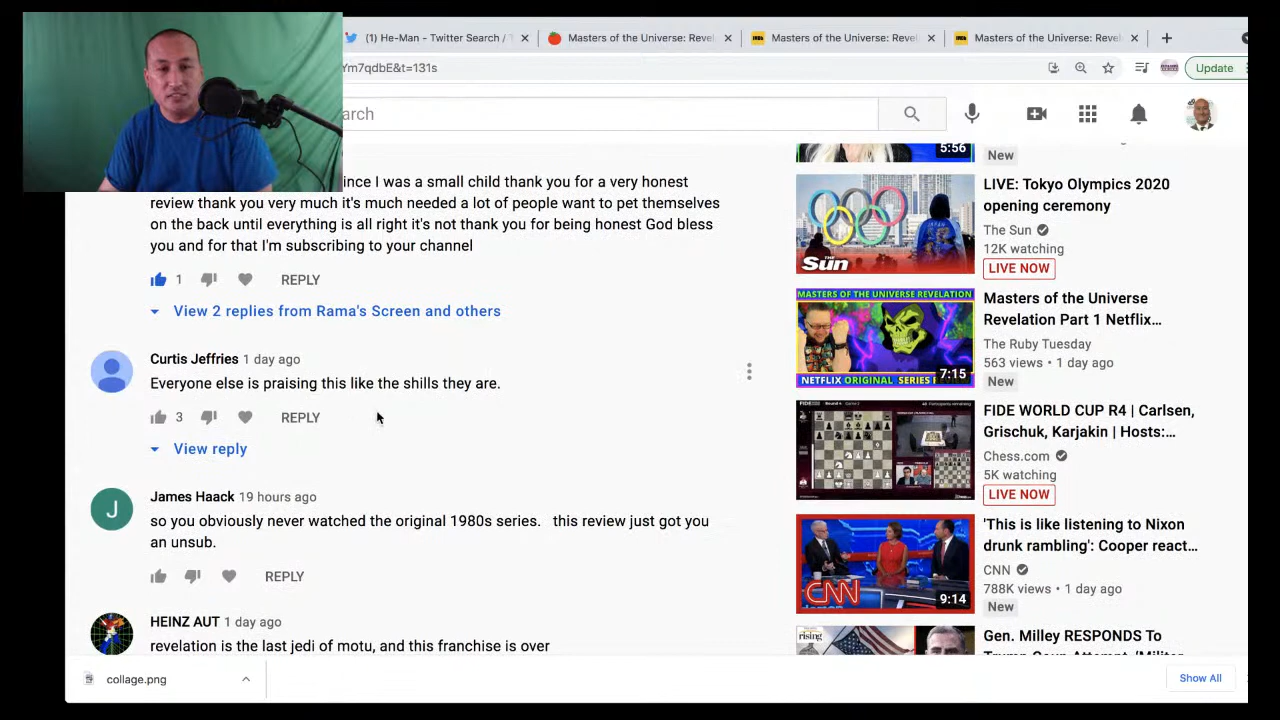 (1) He-Man - Twitter Search / T
Masters of the Universe: Revel
Masters of the Universe: Revel
Masters of the Universe: Revel
Ym7qdbE&t=131s
Update
arch
ince I was a small child thank you for a very honest
review thank you very much it's much needed a lot of people want to pet themselves
on the back until everything is all right it's not thank you for being honest God bless
you and for that I'm subscribing to your channel
1
REPLY
View 2 replies from Rama's Screen and others
Curtis Jeffries 1 day ago
Everyone else is praising this like the shills they are.
3
REPLY
View reply
J
James Haack 19 hours ago
so you obviously never watched the original 1980s series. this review just got you
an unsub.
REPLY
HEINZ AUT 1 day ago
revelation is the last jedi of motu, and this franchise is over
5:56
New
The Sun
LIVE: Tokyo Olympics 2020
opening ceremony
The Sun
12K watching
LIVE NOW
MASTERS OF THE UNIVERSE REVELATION
NETFLIX ORIGINAL SERIES
7:15
Masters of the Universe
Revelation Part 1 Netflix...
The Ruby Tuesday
563 views • 1 day ago
New
FIDE WORLD CUP R4 | Carlsen,
Grischuk, Karjakin | Hosts:...
Chess.com
5K watching
LIVE NOW
CNN
9:14
'This is like listening to Nixon
drunk rambling': Cooper react...
CNN
788K views • 1 day ago
New
rising
Gen. Milley RESPONDS To
collage.png
Show All